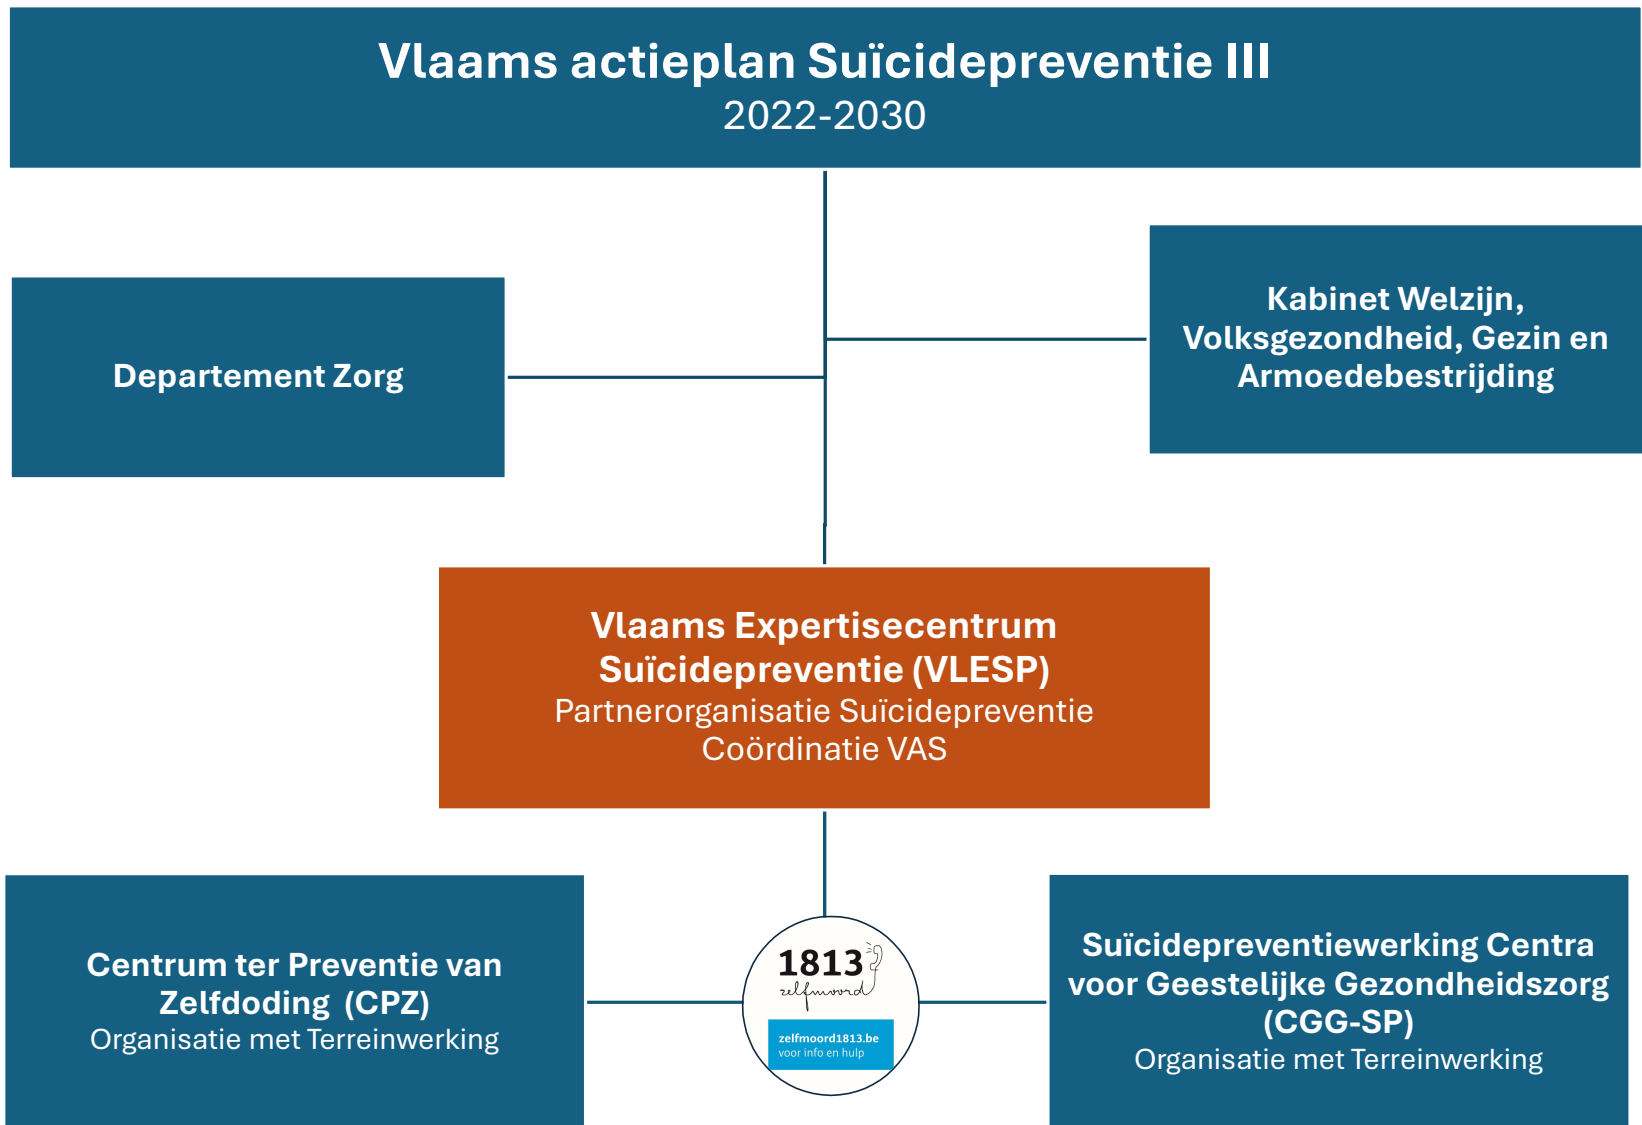 Vlaams actieplan Suïcidepreventie III
2022-2030
Departement Zorg
Kabinet Welzijn,
Volksgezondheid, Gezin en
Armoedebestrijding
Vlaams Expertisecentrum
Suïcidepreventie (VLESP)
Partnerorganisatie Suïcidepreventie
Coördinatie VAS
Centrum ter Preventie van
Zelfdoding (CPZ)
Organisatie met Terreinwerking
1813
zelfmoord
zelfmoord1813.be
voor info en hulp
Suïcidepreventiewerking Centra
voor Geestelijke Gezondheidszorg
(CGG-SP)
Organisatie met Terreinwerking